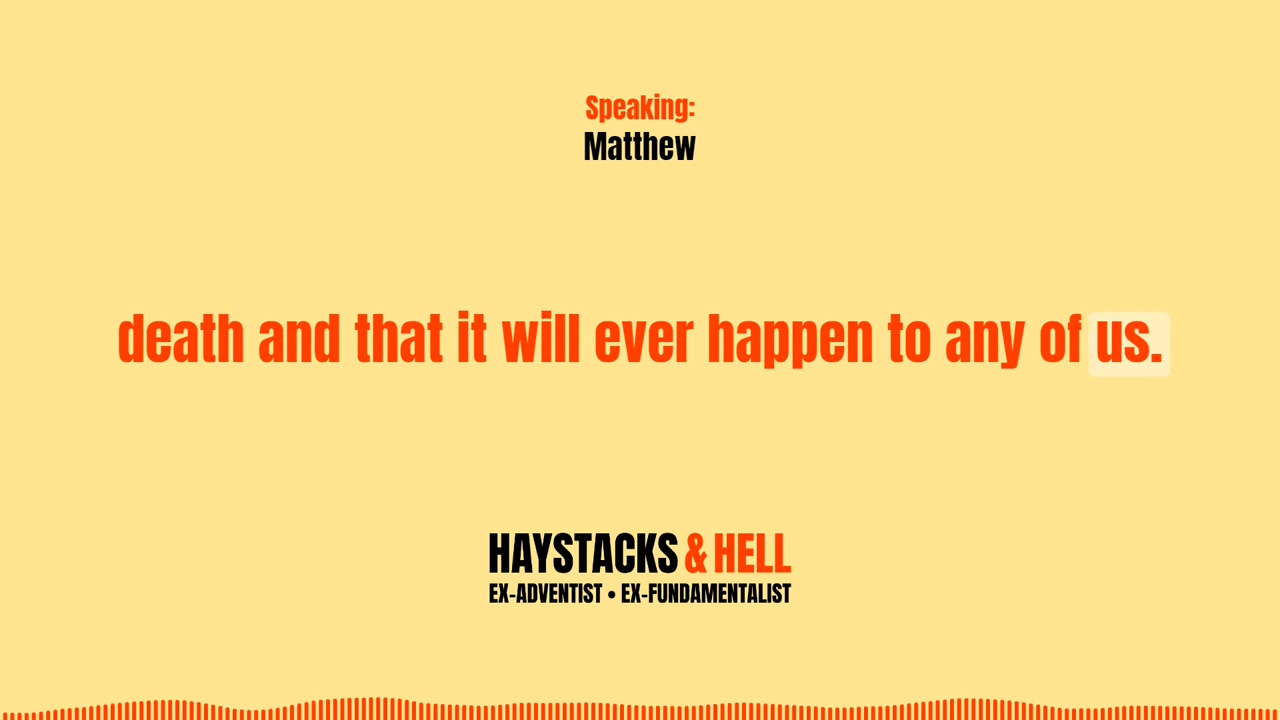 Speaking:
Matthew
death and that it will ever happen to any of us.
HAYSTACKS & HELL
EX-ADVENTIST • EX-FUNDAMENTALIST